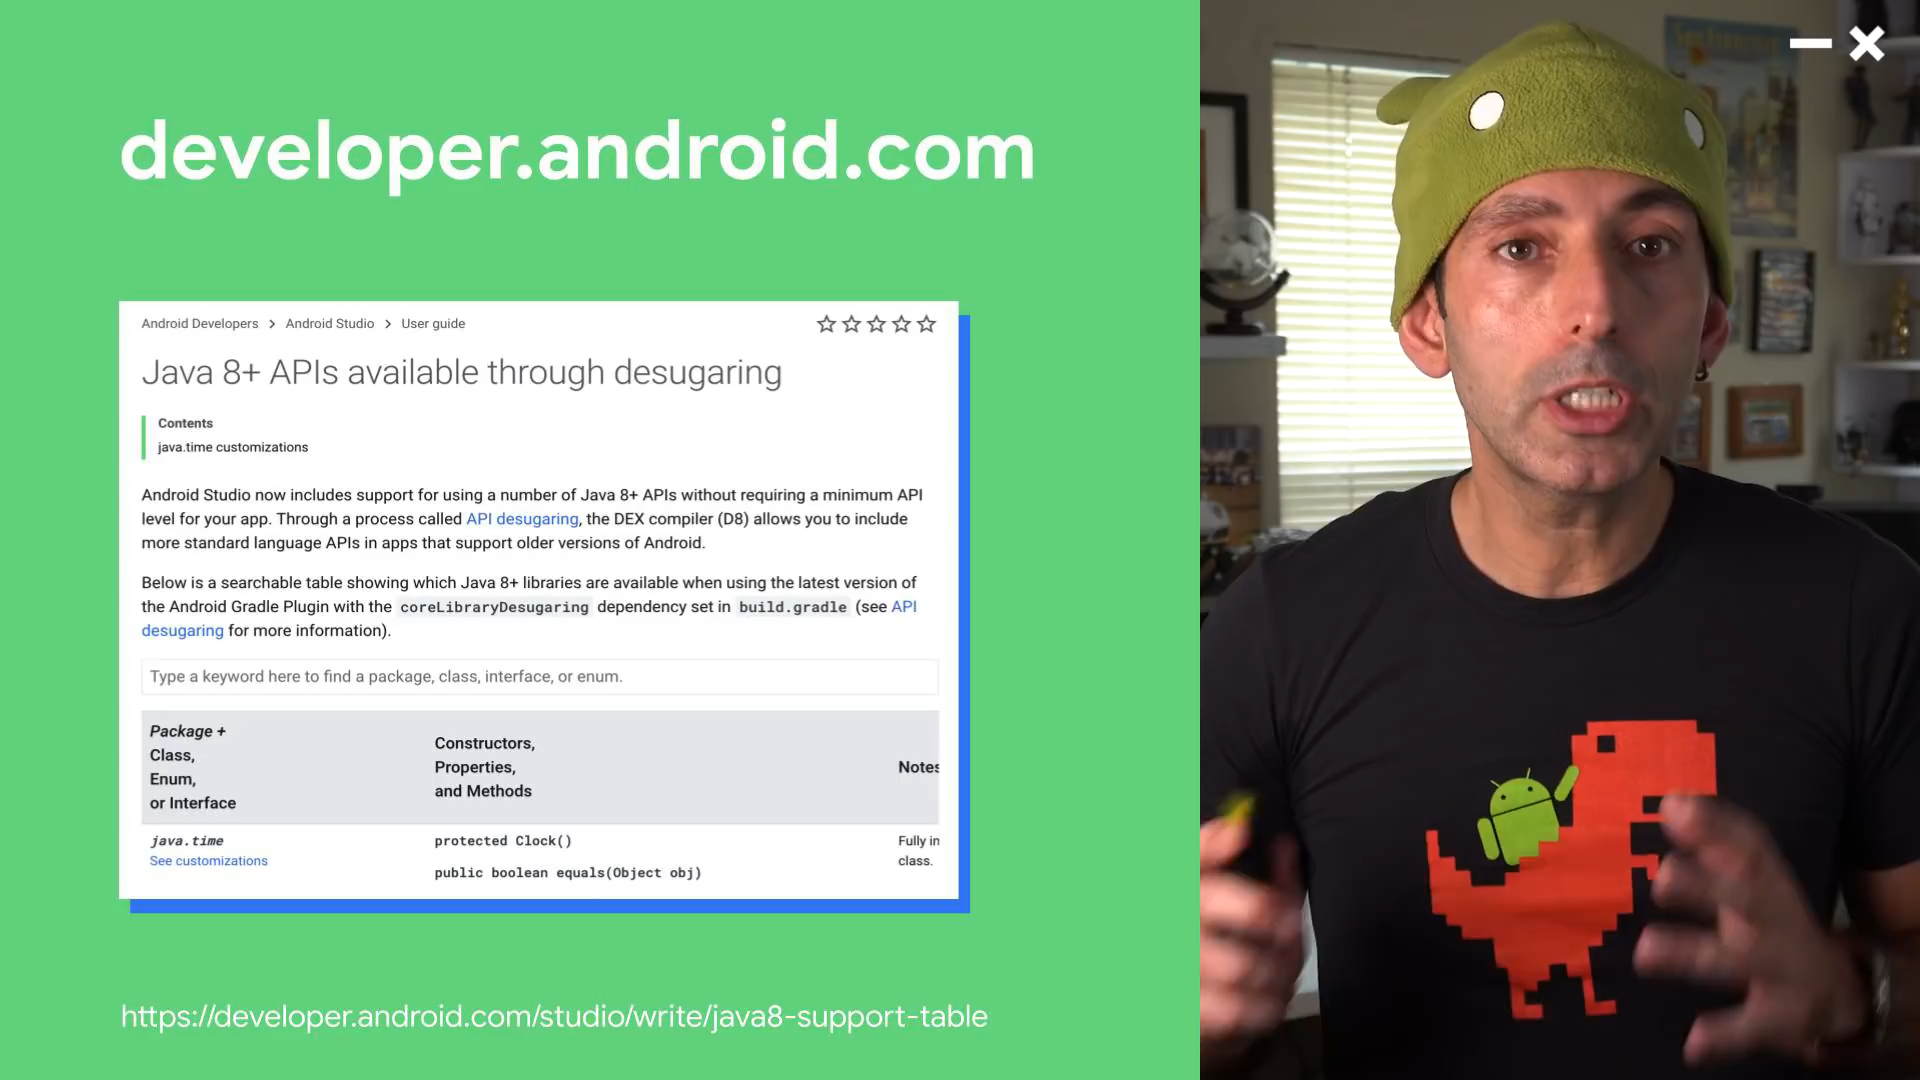 developer.android.com
Android Developers > Android Studio > User guide
Java 8+ APIs available through desugaring
Contents
java.time customizations
Android Studio now includes support for using a number of Java 8+ APIs without requiring a minimum API
level for your app. Through a process called API desugaring, the DEX compiler (D8) allows you to include
more standard language APIs in apps that support older versions of Android.
Below is a searchable table showing which Java 8+ libraries are available when using the latest version of
the Android Gradle Plugin with the coreLibraryDesugaring dependency set in build.gradle (see API
desugaring for more information).
Type a keyword here to find a package, class, interface, or enum.
Package +
Class,
Enum,
or Interface
Constructors,
Properties,
and Methods
Notes
java.time
See customizations
protected Clock()
public boolean equals(Object obj)
Fully in
class.
https://developer.android.com/studio/write/java8-support-table